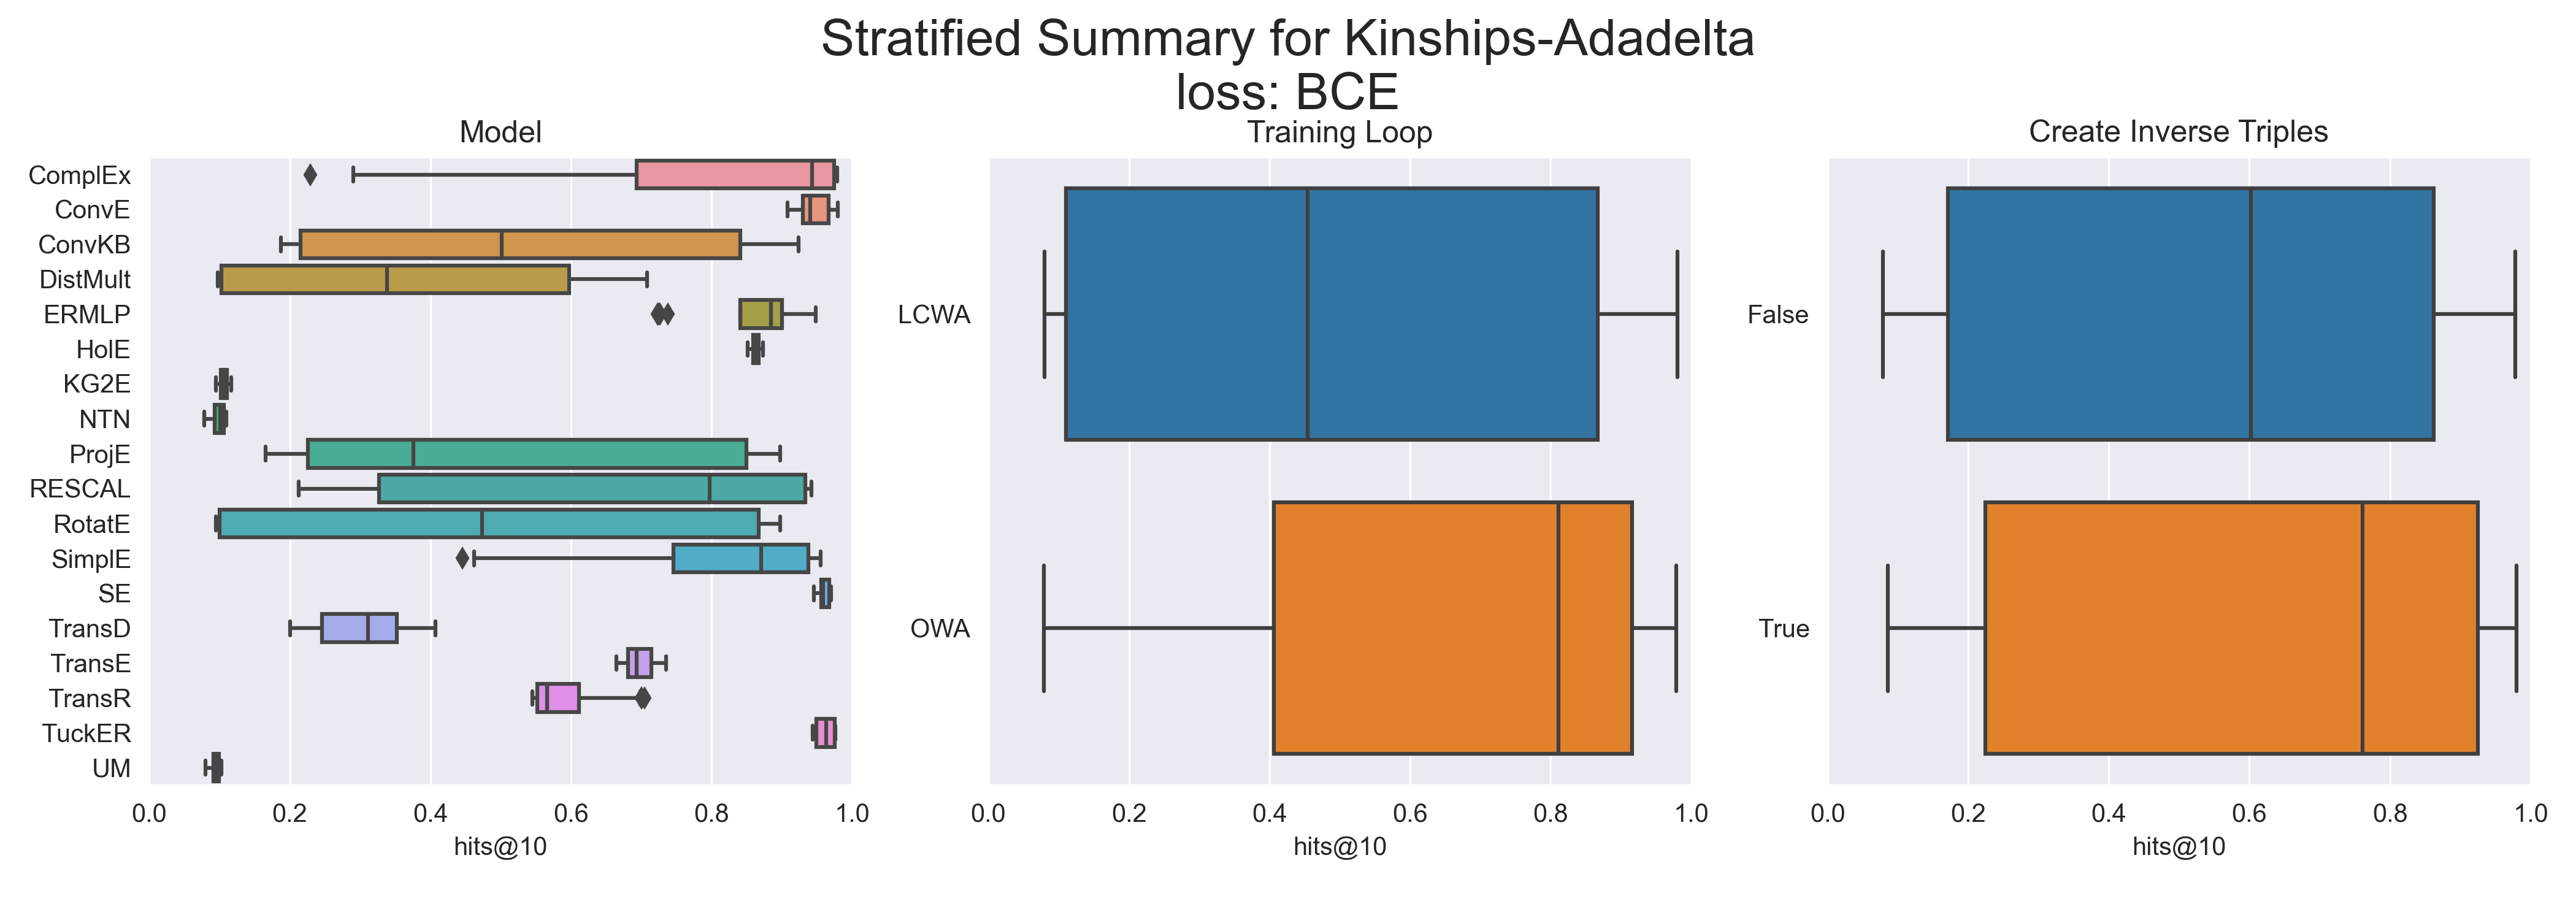 Stratified Summary for Kinships-Adadelta
loss: BCE
Model
ComplEx
ConvE
ConvKB
DistMult
ERMLP
HolE
KG2E
NTN
ProjE
RESCAL
RotatE
SimplE
SE
TransD
TransE
TransR
TuckER
UM
0.0 0.2 0.4 0.6 0.8 1.0
hits@10
Training Loop
LCWA
OWA
0.0 0.2 0.4 0.6 0.8 1.0
hits@10
Create Inverse Triples
False
True
0.0 0.2 0.4 0.6 0.8 1.0
hits@10